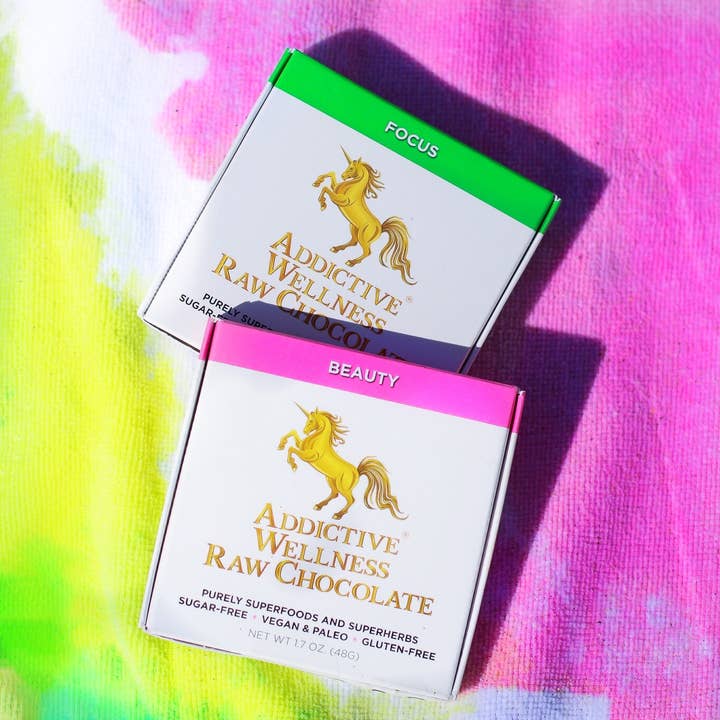 FOCUS
ADDICTIVE
WELLNESS
RAW CHOCOLATE
PURELY
SUGAR-
BEAUTY
ADDICTIVE
WELLNESS
RAW CHOCOLATE
PURELY SUPERFOODS AND SUPERHERBS
SUGAR-FREE * VEGAN & PALEO * GLUTEN-FREE
NET WT 1.7 OZ. (48G)